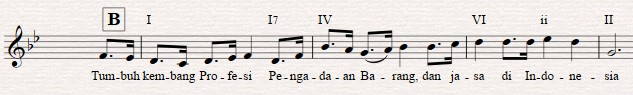 B I I7 IV VI ii II
Tum - buh kem - bang Pro - fe - si Pe - nga - da - an Ba - rang, dan ja - sa di In - do - ne - sia